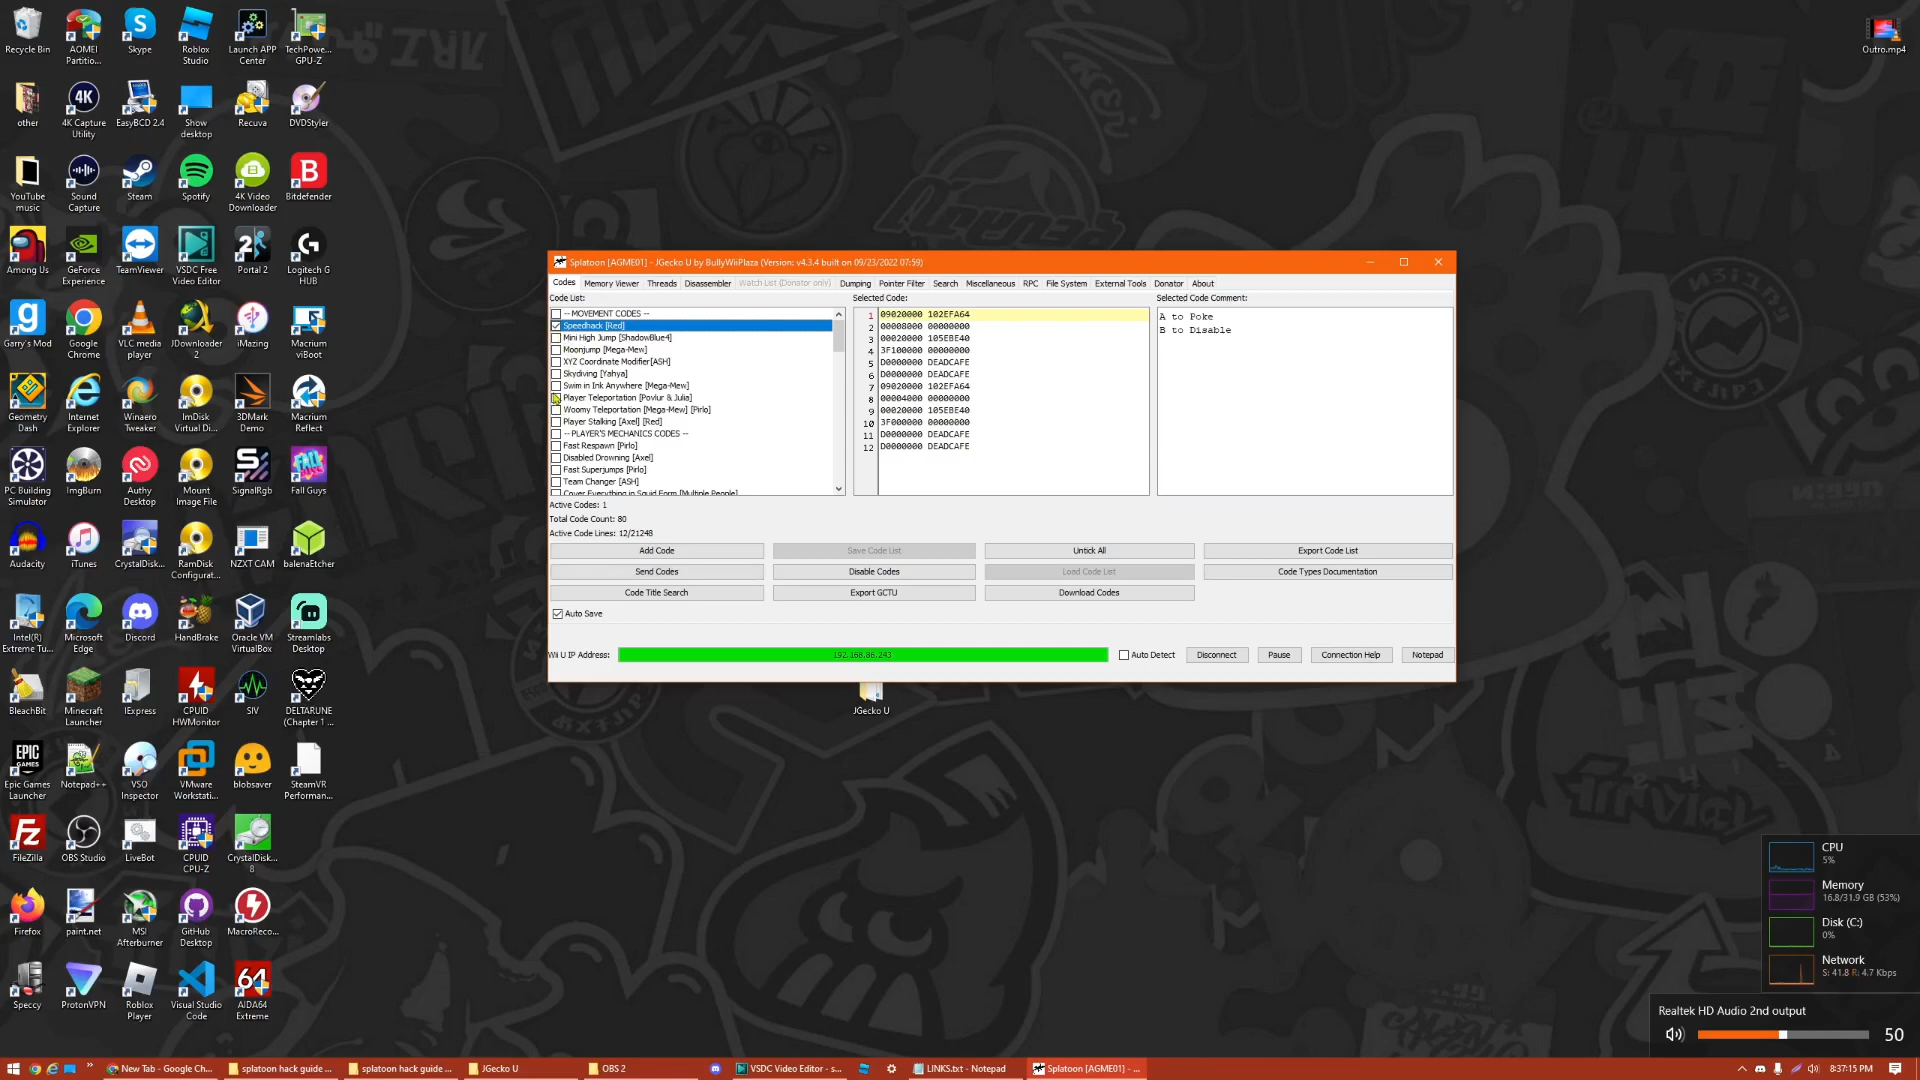 Recycle Bin
AOMEI Partitio...
Skype
Roblox Studio
Launch APP Center
TechPowe... GPU-Z
other
4K Capture Utility
EasyBCD 2.4
Show desktop
Recuva
DVDStyler
YouTube music
Sound Capture
Steam
Spotify
4K Video Downloader
Bitdefender
Among Us
GeForce Experience
TeamViewer
VSDC Free Video Editor
Portal 2
Logitech G HUB
Garry's Mod
Google Chrome
VLC media player
JDownloader 2
iMazing
Macrium viBoot
Geometry Dash
Internet Explorer
Winaero Tweaker
ImDisk Virtual Di...
3DMark Demo
Macrium Reflect
PC Building Simulator
ImgBurn
Authy Desktop
Mount Image File
SignalRgb
Fall Guys
Audacity
iTunes
CrystalDisk...
RamDisk Configurat...
NZXT CAM
balenaEtcher
Intel(R) Extreme Tu...
Microsoft Edge
Discord
HandBrake
Oracle VM VirtualBox
Streamlabs Desktop
BleachBit
Minecraft Launcher
IExpress
CPUID HWMonitor
SIV
DELTARUNE (Chapter 1 ...
Epic Games Launcher
Notepad++
VSO Inspector
VMware Workstati...
blobsaver
SteamVR Performan...
FileZilla
OBS Studio
LiveBot
CPUID CPU-Z
CrystalDisk... 8
Firefox
paint.net
MSI Afterburner
GitHub Desktop
MacroReco...
Speccy
ProtonVPN
Roblox Player
Visual Studio Code
AIDA64 Extreme
Outro.mp4
Splatoon [AGME01] - JGecko U by BullyWiiPlaza (Version: v4.3.4 built on 09/23/2022 07:59)
Codes Memory Viewer Threads Disassembler Watch List (Donator only) Dumping Pointer Filter Search Miscellaneous RPC File System External Tools Donator About
Code List:
-- MOVEMENT CODES --
Speedhack [Red]
Mini High Jump [ShadowBlue4]
Moonjump [Mega-Mew]
XYZ Coordinate Modifier[ASH]
Skydiving [Yahya]
Swim in Ink Anywhere [Mega-Mew]
Player Teleportation [Povlur & Julia]
Woomy Teleportation [Mega-Mew] [Pirlo]
Player Stalking [Axel] [Red]
-- PLAYER'S MECHANICS CODES --
Fast Respawn [Pirlo]
Disabled Drowning [Axel]
Fast Superjumps [Pirlo]
Team Changer [ASH]
Cover Everything in Squid Form [Multiple People]
Selected Code:
1 09020000 102EFA64
2 00008000 00000000
3 00020000 105EBE40
4 3F100000 00000000
5 D0000000 DEADCAFE
6 D0000000 DEADCAFE
7 09020000 102EFA64
8 00004000 00000000
9 00020000 105EBE40
10 3F000000 00000000
11 D0000000 DEADCAFE
12 D0000000 DEADCAFE
Selected Code Comment:
A to Poke
B to Disable
Active Codes: 1
Total Code Count: 80
Active Code Lines: 12/21248
Add Code Save Code List Untick All Export Code List
Send Codes Disable Codes Load Code List Code Types Documentation
Code Title Search Export GCTU Download Codes
Auto Save
Wii U IP Address: 192.168.86.243 Auto Detect Disconnect Pause Connection Help Notepad
JGecko U
CPU
5%
Memory
16.8/31.9 GB (53%)
Disk (C:)
0%
Network
S: 41.8 R: 4.7 Kbps
Realtek HD Audio 2nd output
50
New Tab - Google Ch... splatoon hack guide ... splatoon hack guide ... JGecko U OBS 2 VSDC Video Editor - s... LINKS.txt - Notepad Splatoon [AGME01] - ... 8:37:15 PM